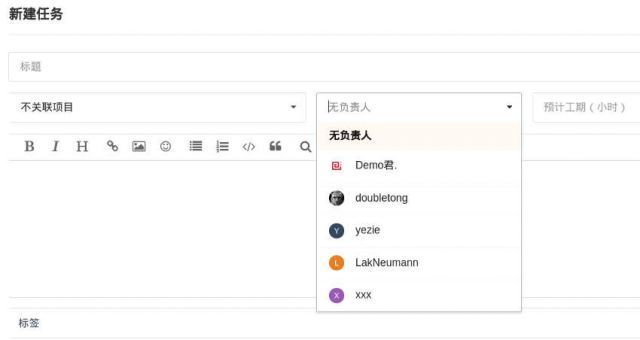 新建任务
标题
不关联项目
无负责人
预计工期（小时）
B I H
无负责人
Demo君.
doubletong
Y yezie
L LakNeumann
X xxx
标签